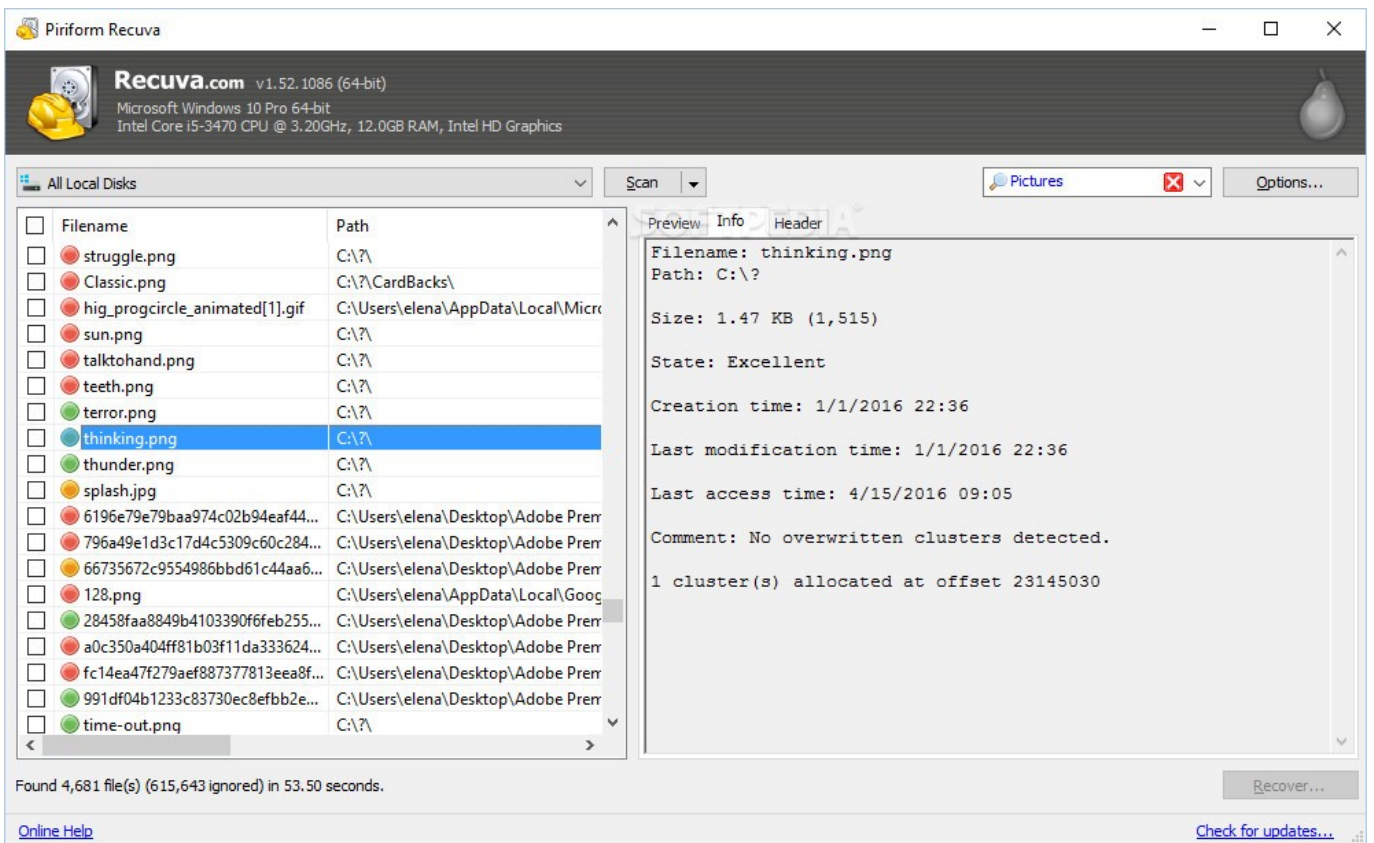 Piriform Recuva
Recuva.com v1.52.1086 (64-bit)
Microsoft Windows 10 Pro 64-bit
Intel Core i5-3470 CPU @ 3.20GHz, 12.0GB RAM, Intel HD Graphics
All Local Disks
Scan
Pictures
Options...
SOFTPEDIA
Filename Path
struggle.png C:\?\
Classic.png C:\?\CardBacks\
hig_progcircle_animated[1].gif C:\Users\elena\AppData\Local\Micro
sun.png C:\?\
talktohand.png C:\?\
teeth.png C:\?\
terror.png C:\?\
thinking.png C:\?\
thunder.png C:\?\
splash.jpg C:\?\
6196e79e79baa974c02b94eaf44... C:\Users\elena\Desktop\Adobe Prem
796a49e1d3c17d4c5309c60c284... C:\Users\elena\Desktop\Adobe Prem
66735672c9554986bbd61c44aa6... C:\Users\elena\Desktop\Adobe Prem
128.png C:\Users\elena\AppData\Local\Goog
28458faa8849b4103390f6feb255... C:\Users\elena\Desktop\Adobe Prem
a0c350a404ff81b03f11da333624... C:\Users\elena\Desktop\Adobe Prem
fc14ea47f279aef887377813eea8f... C:\Users\elena\Desktop\Adobe Prem
991df04b1233c83730ec8efbb2e... C:\Users\elena\Desktop\Adobe Prem
time-out.png C:\?\
Preview Info Header
Filename: thinking.png
Path: C:\?
Size: 1.47 KB (1,515)
State: Excellent
Creation time: 1/1/2016 22:36
Last modification time: 1/1/2016 22:36
Last access time: 4/15/2016 09:05
Comment: No overwritten clusters detected.
1 cluster(s) allocated at offset 23145030
Found 4,681 file(s) (615,643 ignored) in 53.50 seconds.
Recover...
Online Help
Check for updates...